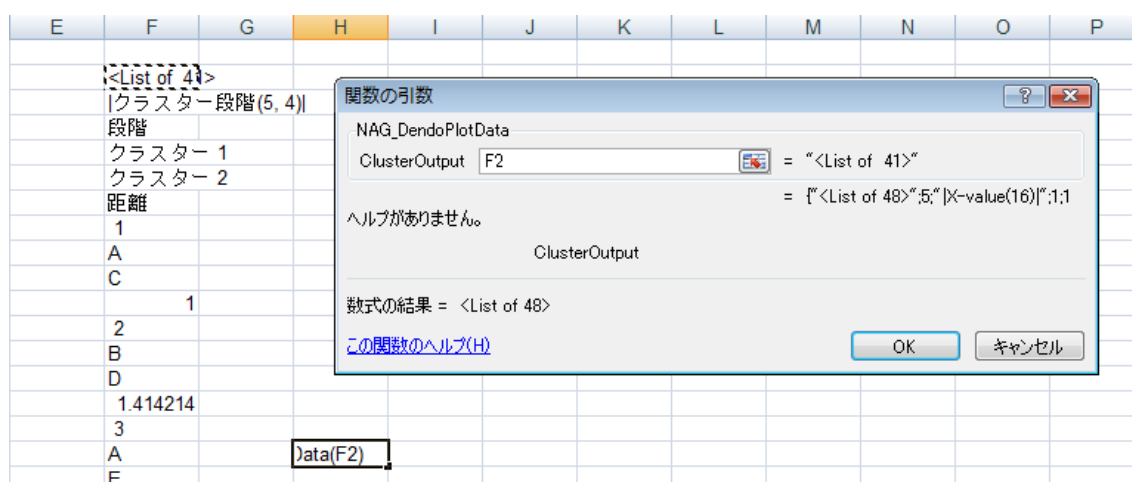 E F G H I J K L M N O P
<List of 41>
|クラスター段階(5, 4)|
段階
クラスター 1
クラスター 2
距離
1
A
C
1
2
B
D
1.414214
3
A
E
)ata(F2)
関数の引数
NAG_DendoPlotData
ClusterOutput F2 = "<List of 41>"
= {"<List of 48>";5;"|X-value(16)|";1;1
ヘルプがありません。
ClusterOutput
数式の結果 = <List of 48>
この関数のヘルプ(H)
OK キャンセル